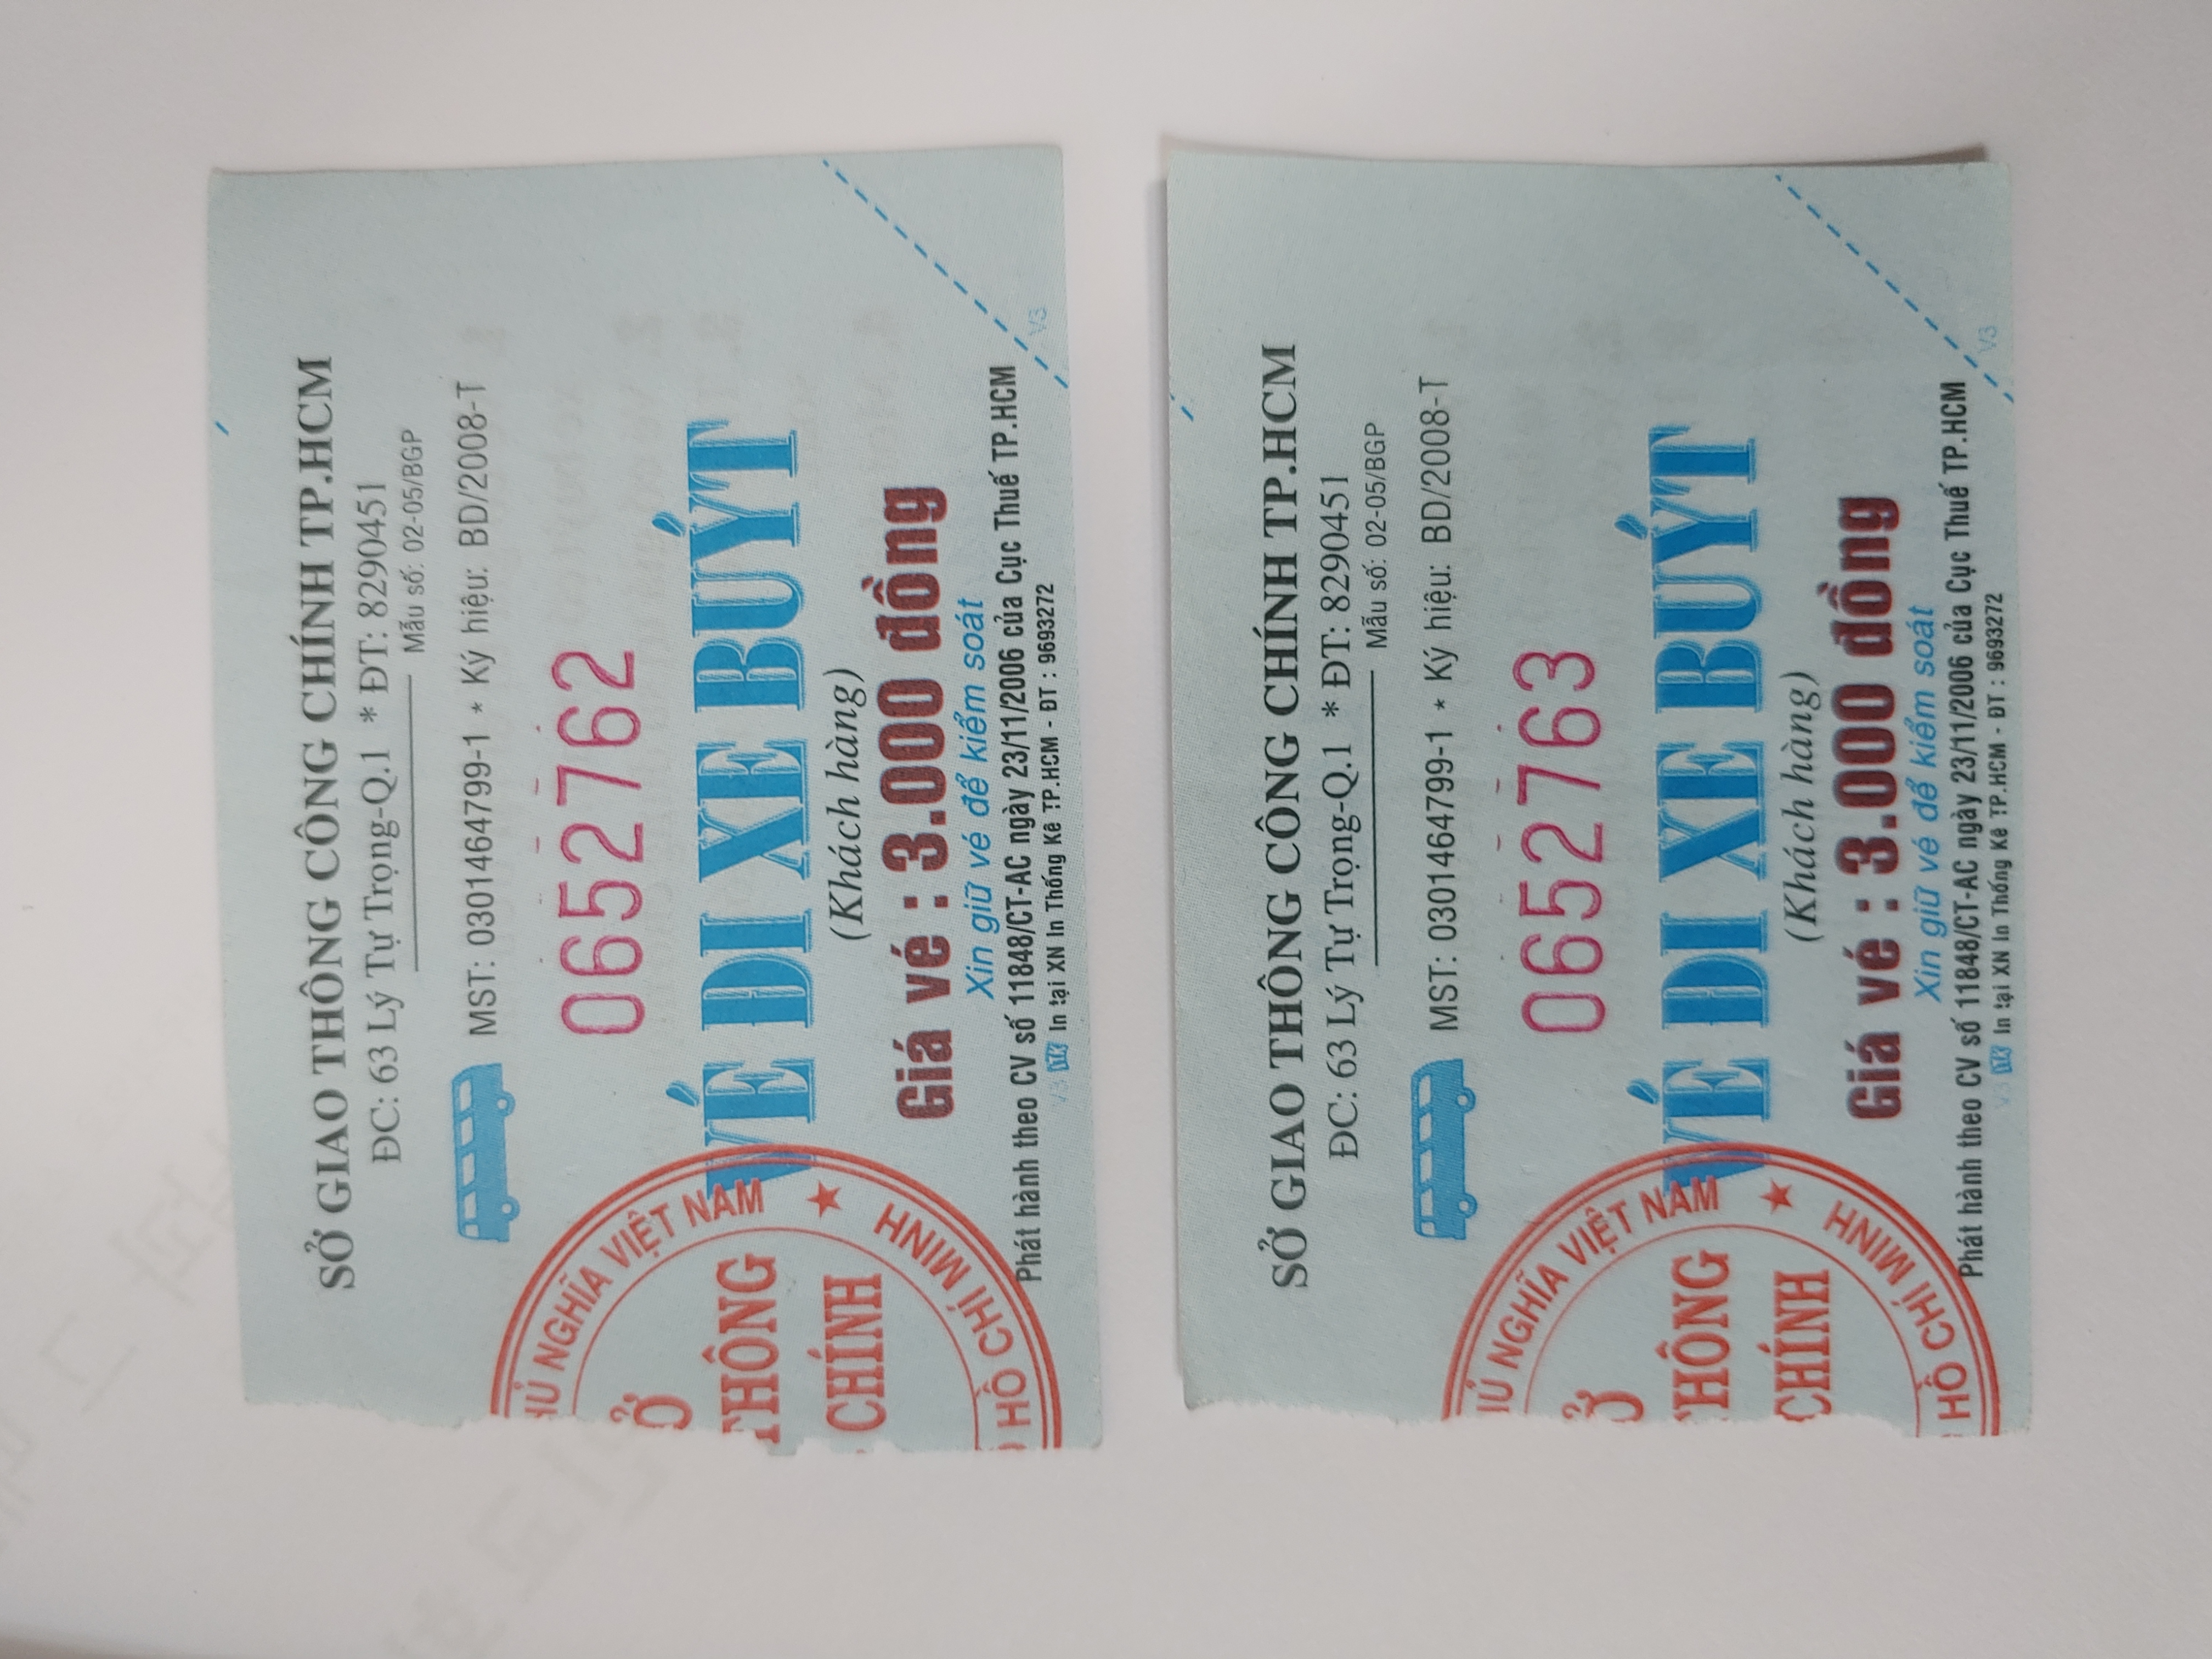 SỞ GIAO THÔNG CÔNG CHÍNH TP.HCM
ĐC: 63 Lý Tự Trọng-Q.1 * ĐT: 8290451
Mẫu số: 02-05/BGP
MST: 0301464799-1 * Ký hiệu: BD/2008-T
0652762
VÉ ĐI XE BUÝT
(Khách hàng)
Giá vé : 3.000 đồng
Xin giữ vé để kiểm soát
Phát hành theo CV số 11848/CT-AC ngày 23/11/2006 của Cục Thuế TP.HCM
V3 In tại XN In Thống Kê TP.HCM - ĐT : 9693272
V3
NGHĨA VIỆT NAM
THÔNG
CHÍNH
HỒ CHÍ MINH
SỞ GIAO THÔNG CÔNG CHÍNH TP.HCM
ĐC: 63 Lý Tự Trọng-Q.1 * ĐT: 8290451
Mẫu số: 02-05/BGP
MST: 0301464799-1 * Ký hiệu: BD/2008-T
0652763
VÉ ĐI XE BUÝT
(Khách hàng)
Giá vé : 3.000 đồng
Xin giữ vé để kiểm soát
Phát hành theo CV số 11848/CT-AC ngày 23/11/2006 của Cục Thuế TP.HCM
V3 In tại XN In Thống Kê TP.HCM - ĐT : 9693272
V3
NGHĨA VIỆT NAM
HÔNG
CHÍNH
HỒ CHÍ MINH